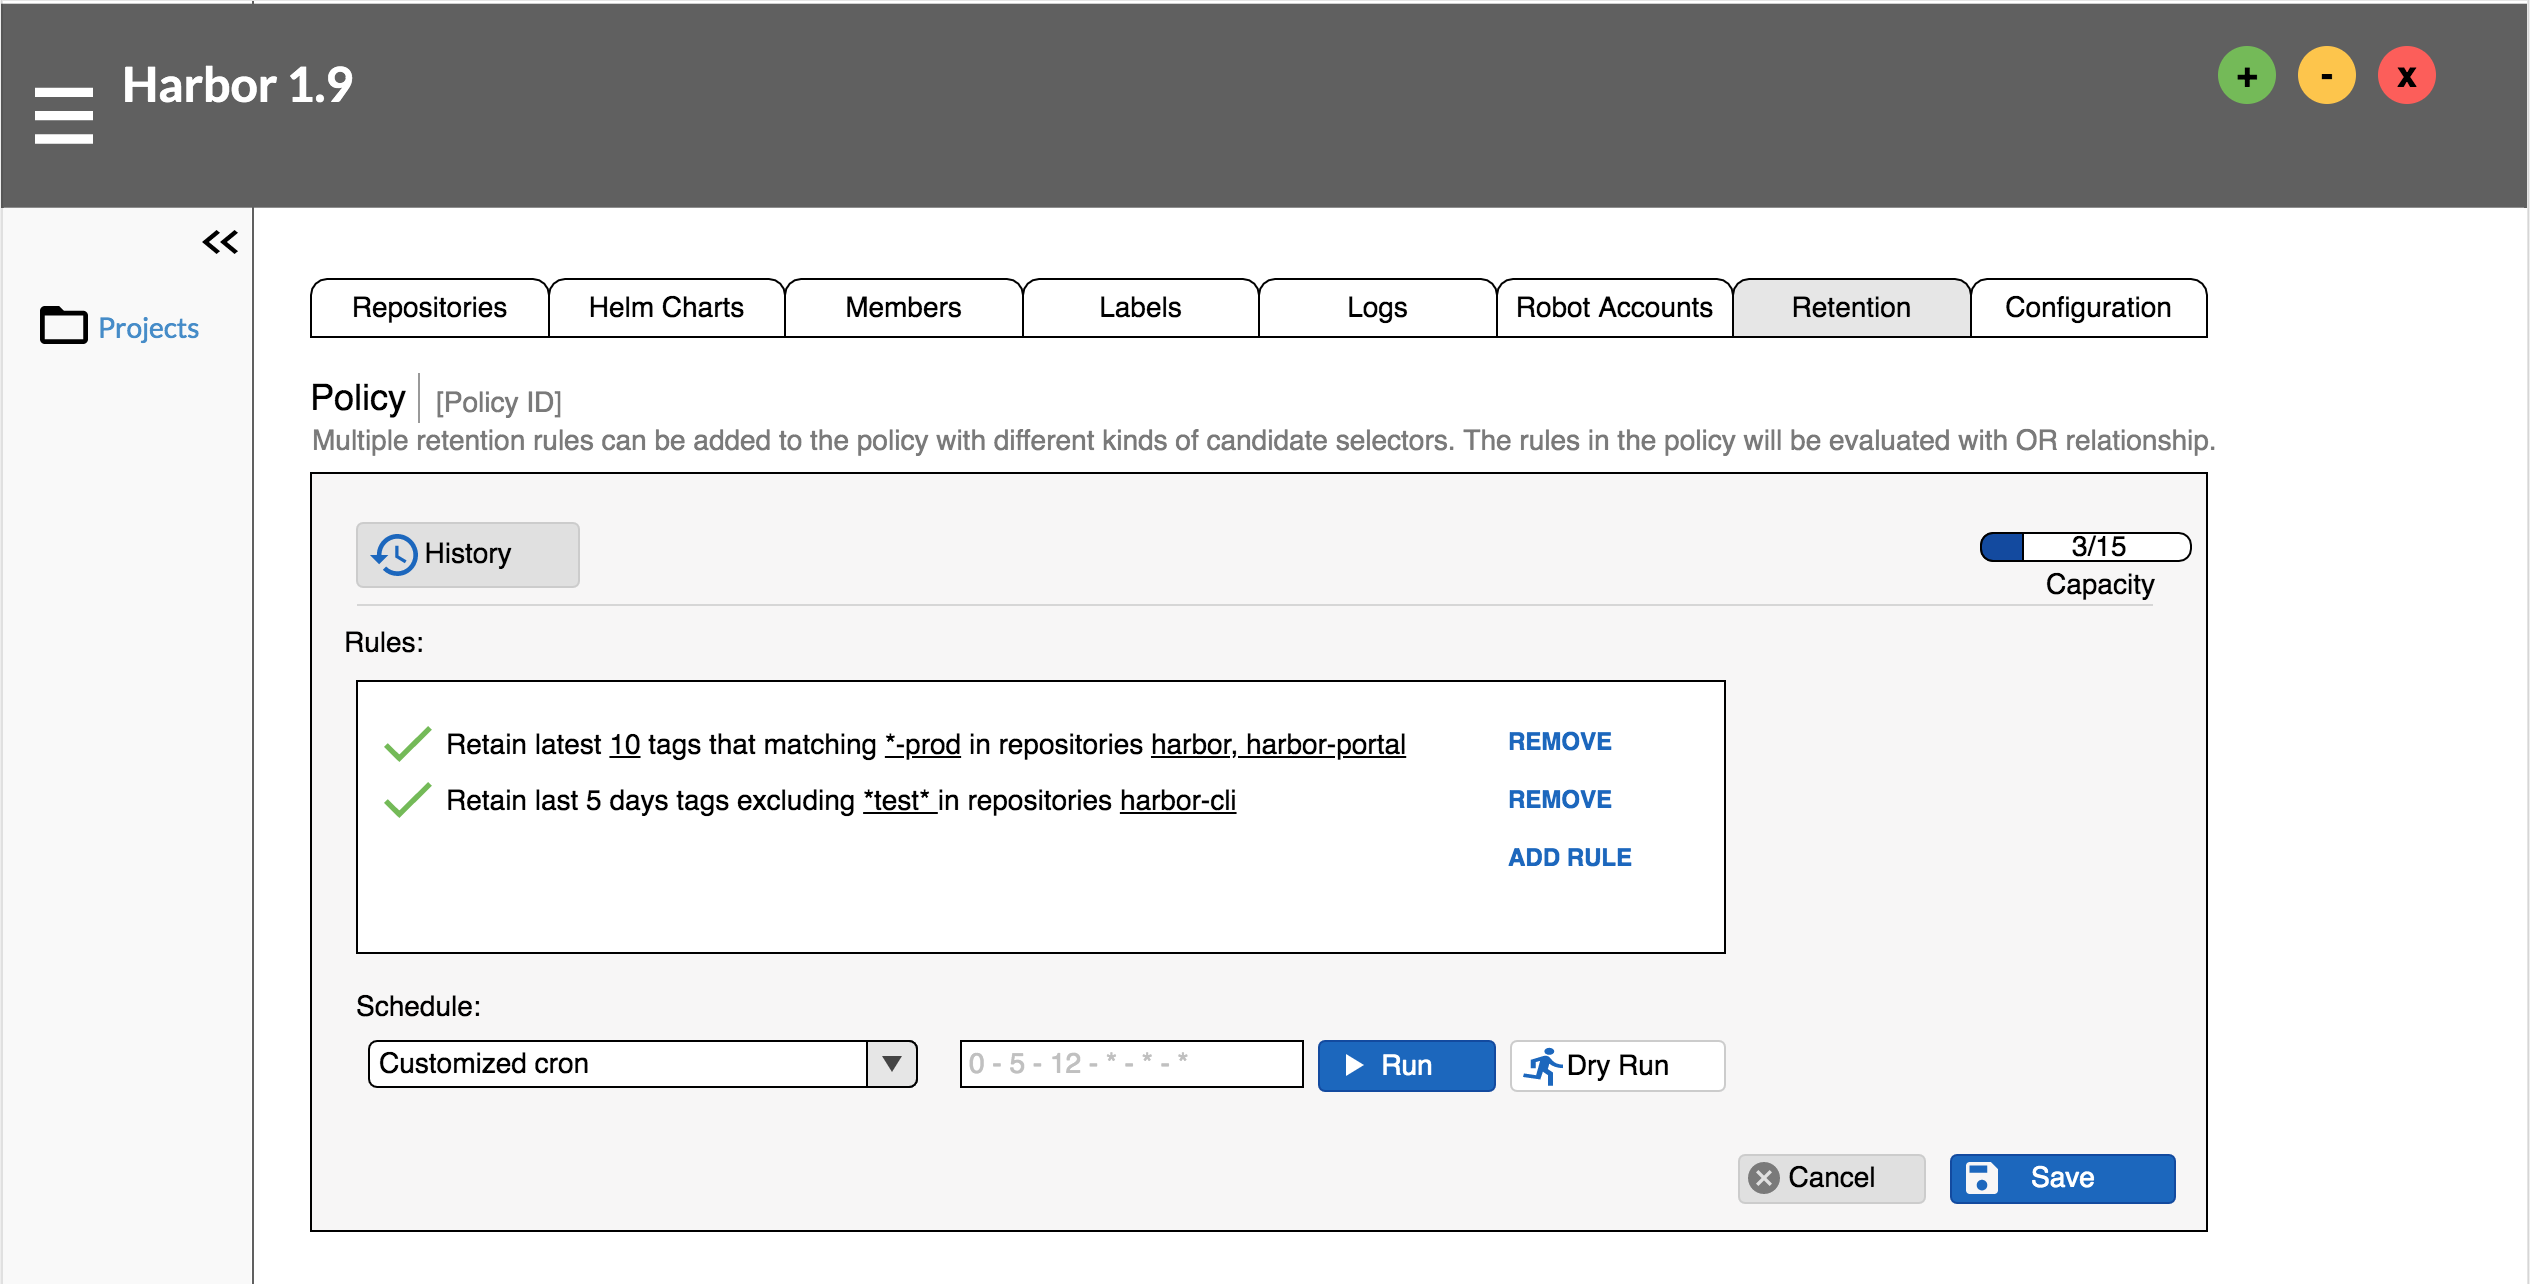 Harbor 1.9
+ - x
Projects
Repositories Helm Charts Members Labels Logs Robot Accounts Retention Configuration
Policy [Policy ID]
Multiple retention rules can be added to the policy with different kinds of candidate selectors. The rules in the policy will be evaluated with OR relationship.
History
3/15
Capacity
Rules:
Retain latest 10 tags that matching *-prod in repositories harbor, harbor-portal REMOVE
Retain last 5 days tags excluding *test* in repositories harbor-cli REMOVE
ADD RULE
Schedule:
Customized cron 0 - 5 - 12 - * - * - * Run Dry Run
Cancel Save